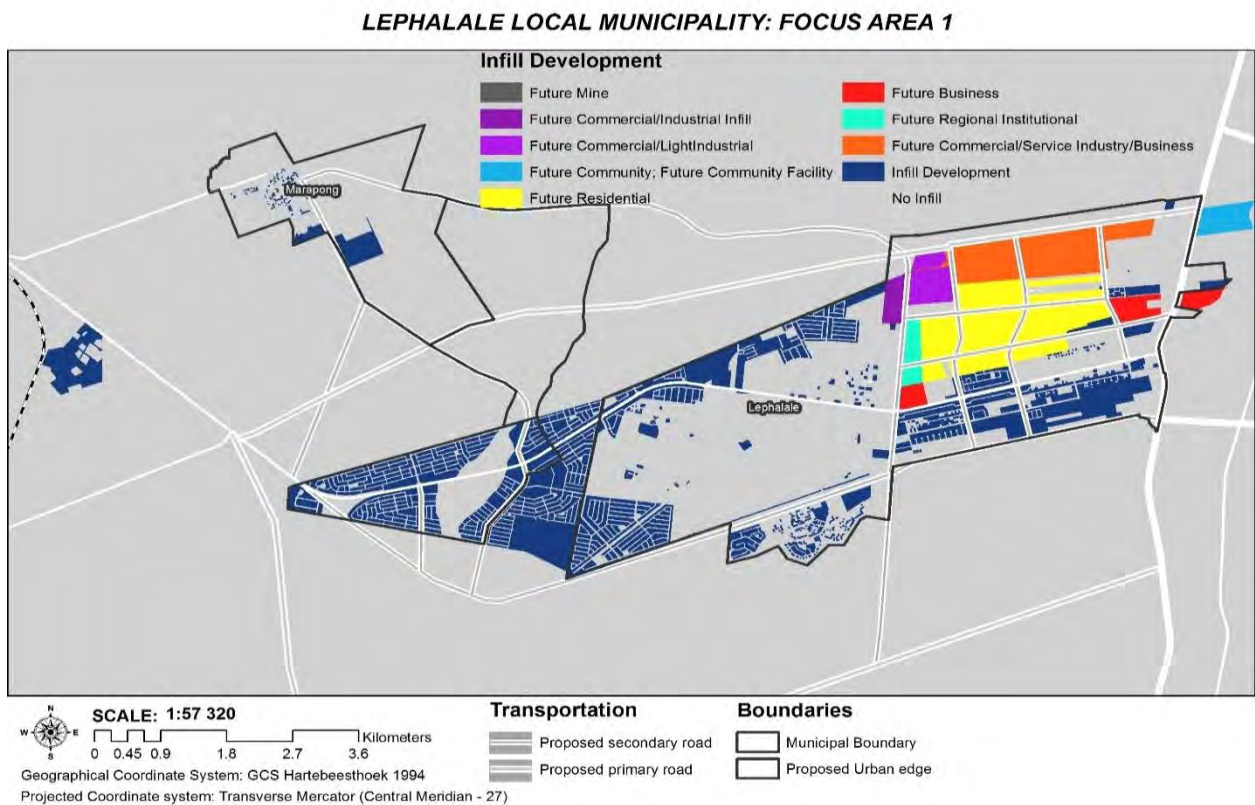 LEPHALALE LOCAL MUNICIPALITY: FOCUS AREA 1
Infill Development
Future Mine
Future Commercial/Industrial Infill
Future Commercial/LightIndustrial
Future Community; Future Community Facility
Future Residential
Future Business
Future Regional Institutional
Future Commercial/Service Industry/Business
Infill Development
No Infill
Marapong
Lephalale
N
W E
S
SCALE: 1:57 320
Kilometers
0 0.45 0.9 1.8 2.7 3.6
Geographical Coordinate System: GCS Hartebeesthoek 1994
Projected Coordinate system: Transverse Mercator (Central Meridian - 27)
Transportation
Proposed secondary road
Proposed primary road
Boundaries
Municipal Boundary
Proposed Urban edge